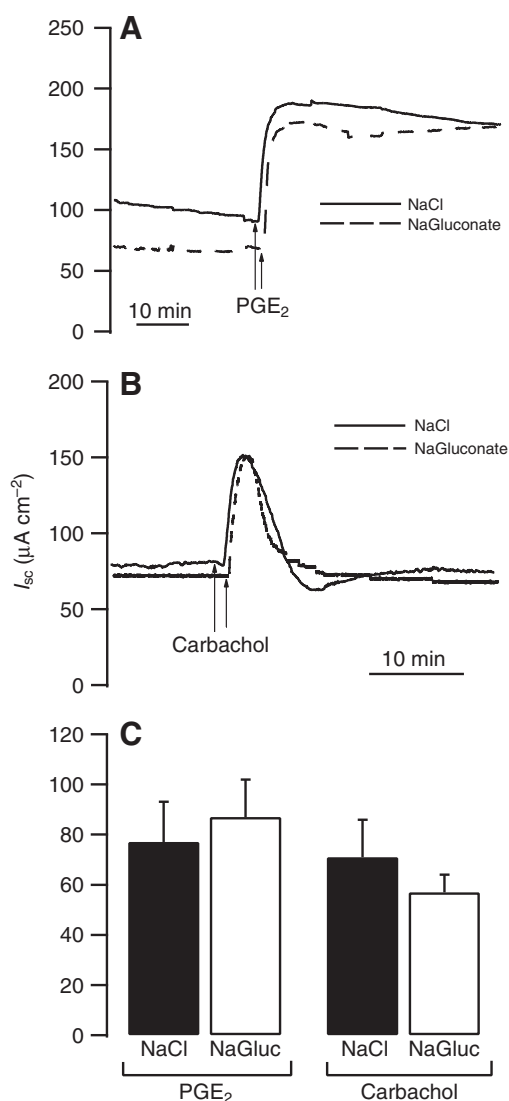 A
250
200
150
100
50
0
NaCl
NaGluconate
PGE₂
10 min
B
200
150
100
50
0
NaCl
NaGluconate
Carbachol
10 min
Isc (µA cm⁻²)
C
120
100
80
60
40
20
0
NaCl NaGluc NaCl NaGluc
PGE₂ Carbachol